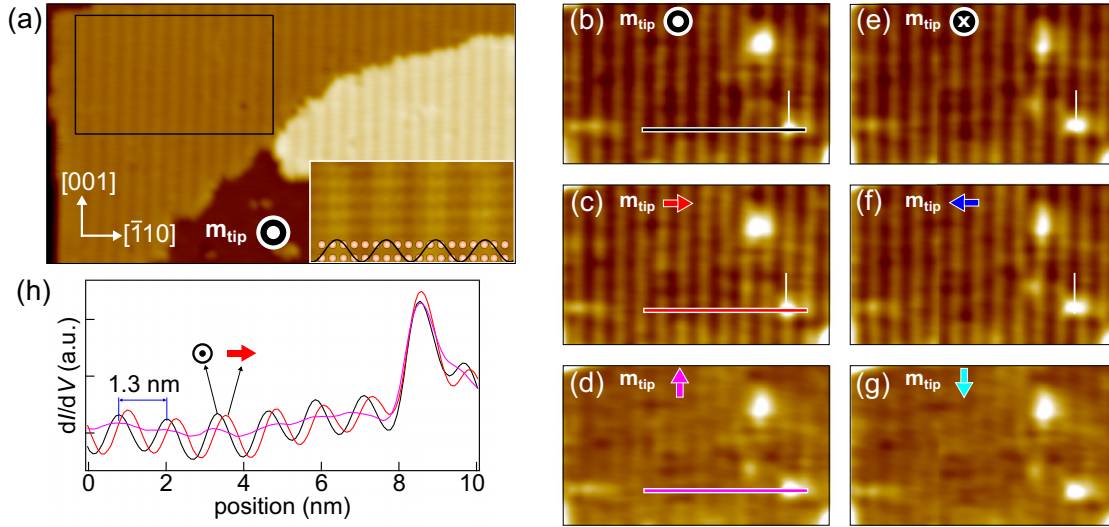 (a)
[001]
[1̅10]
m_tip
(b) m_tip
(e) m_tip
(c) m_tip
(f) m_tip
(d) m_tip
(g) m_tip
(h)
dI/dV (a.u.)
1.3 nm
0 2 4 6 8 10
position (nm)